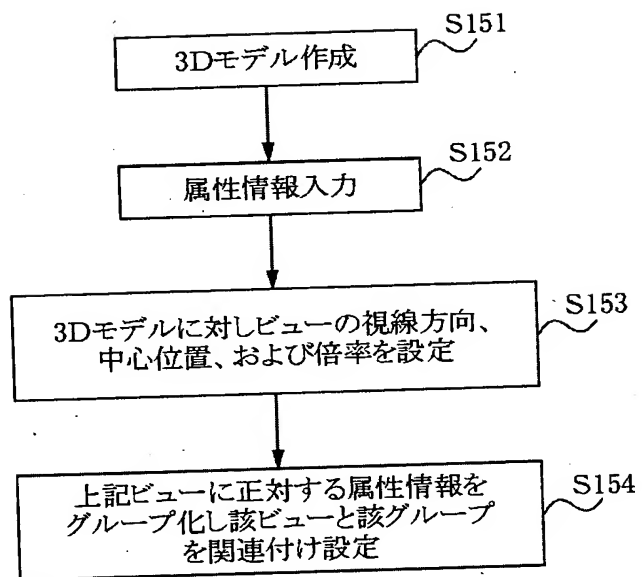 S151
3Dモデル作成
S152
属性情報入力
S153
3Dモデルに対しビューの視線方向、
中心位置、および倍率を設定
S154
上記ビューに正対する属性情報を
グループ化し該ビューと該グループ
を関連付け設定